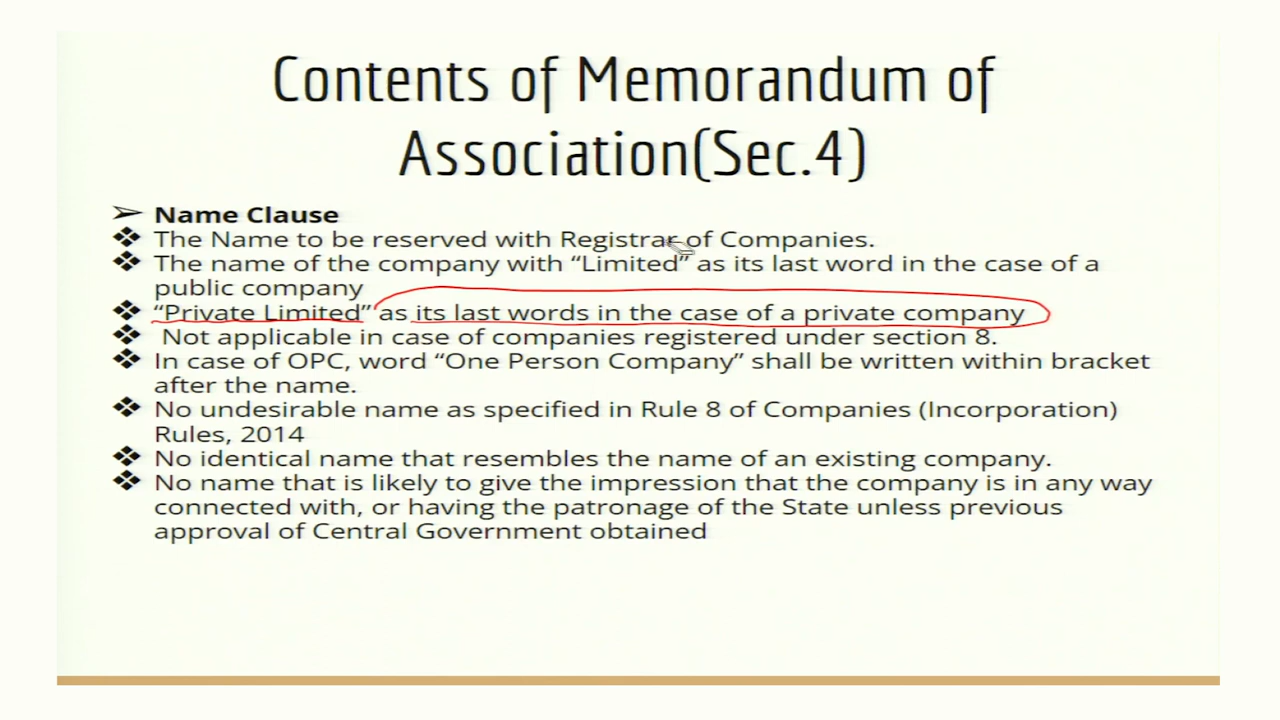 Contents of Memorandum of
Association(Sec.4)
➢ Name Clause
❖ The Name to be reserved with Registrar of Companies.
❖ The name of the company with “Limited” as its last word in the case of a
public company
❖ “Private Limited” as its last words in the case of a private company
❖ Not applicable in case of companies registered under section 8.
❖ In case of OPC, word “One Person Company” shall be written within bracket
after the name.
❖ No undesirable name as specified in Rule 8 of Companies (Incorporation)
Rules, 2014
❖ No identical name that resembles the name of an existing company.
❖ No name that is likely to give the impression that the company is in any way
connected with, or having the patronage of the State unless previous
approval of Central Government obtained